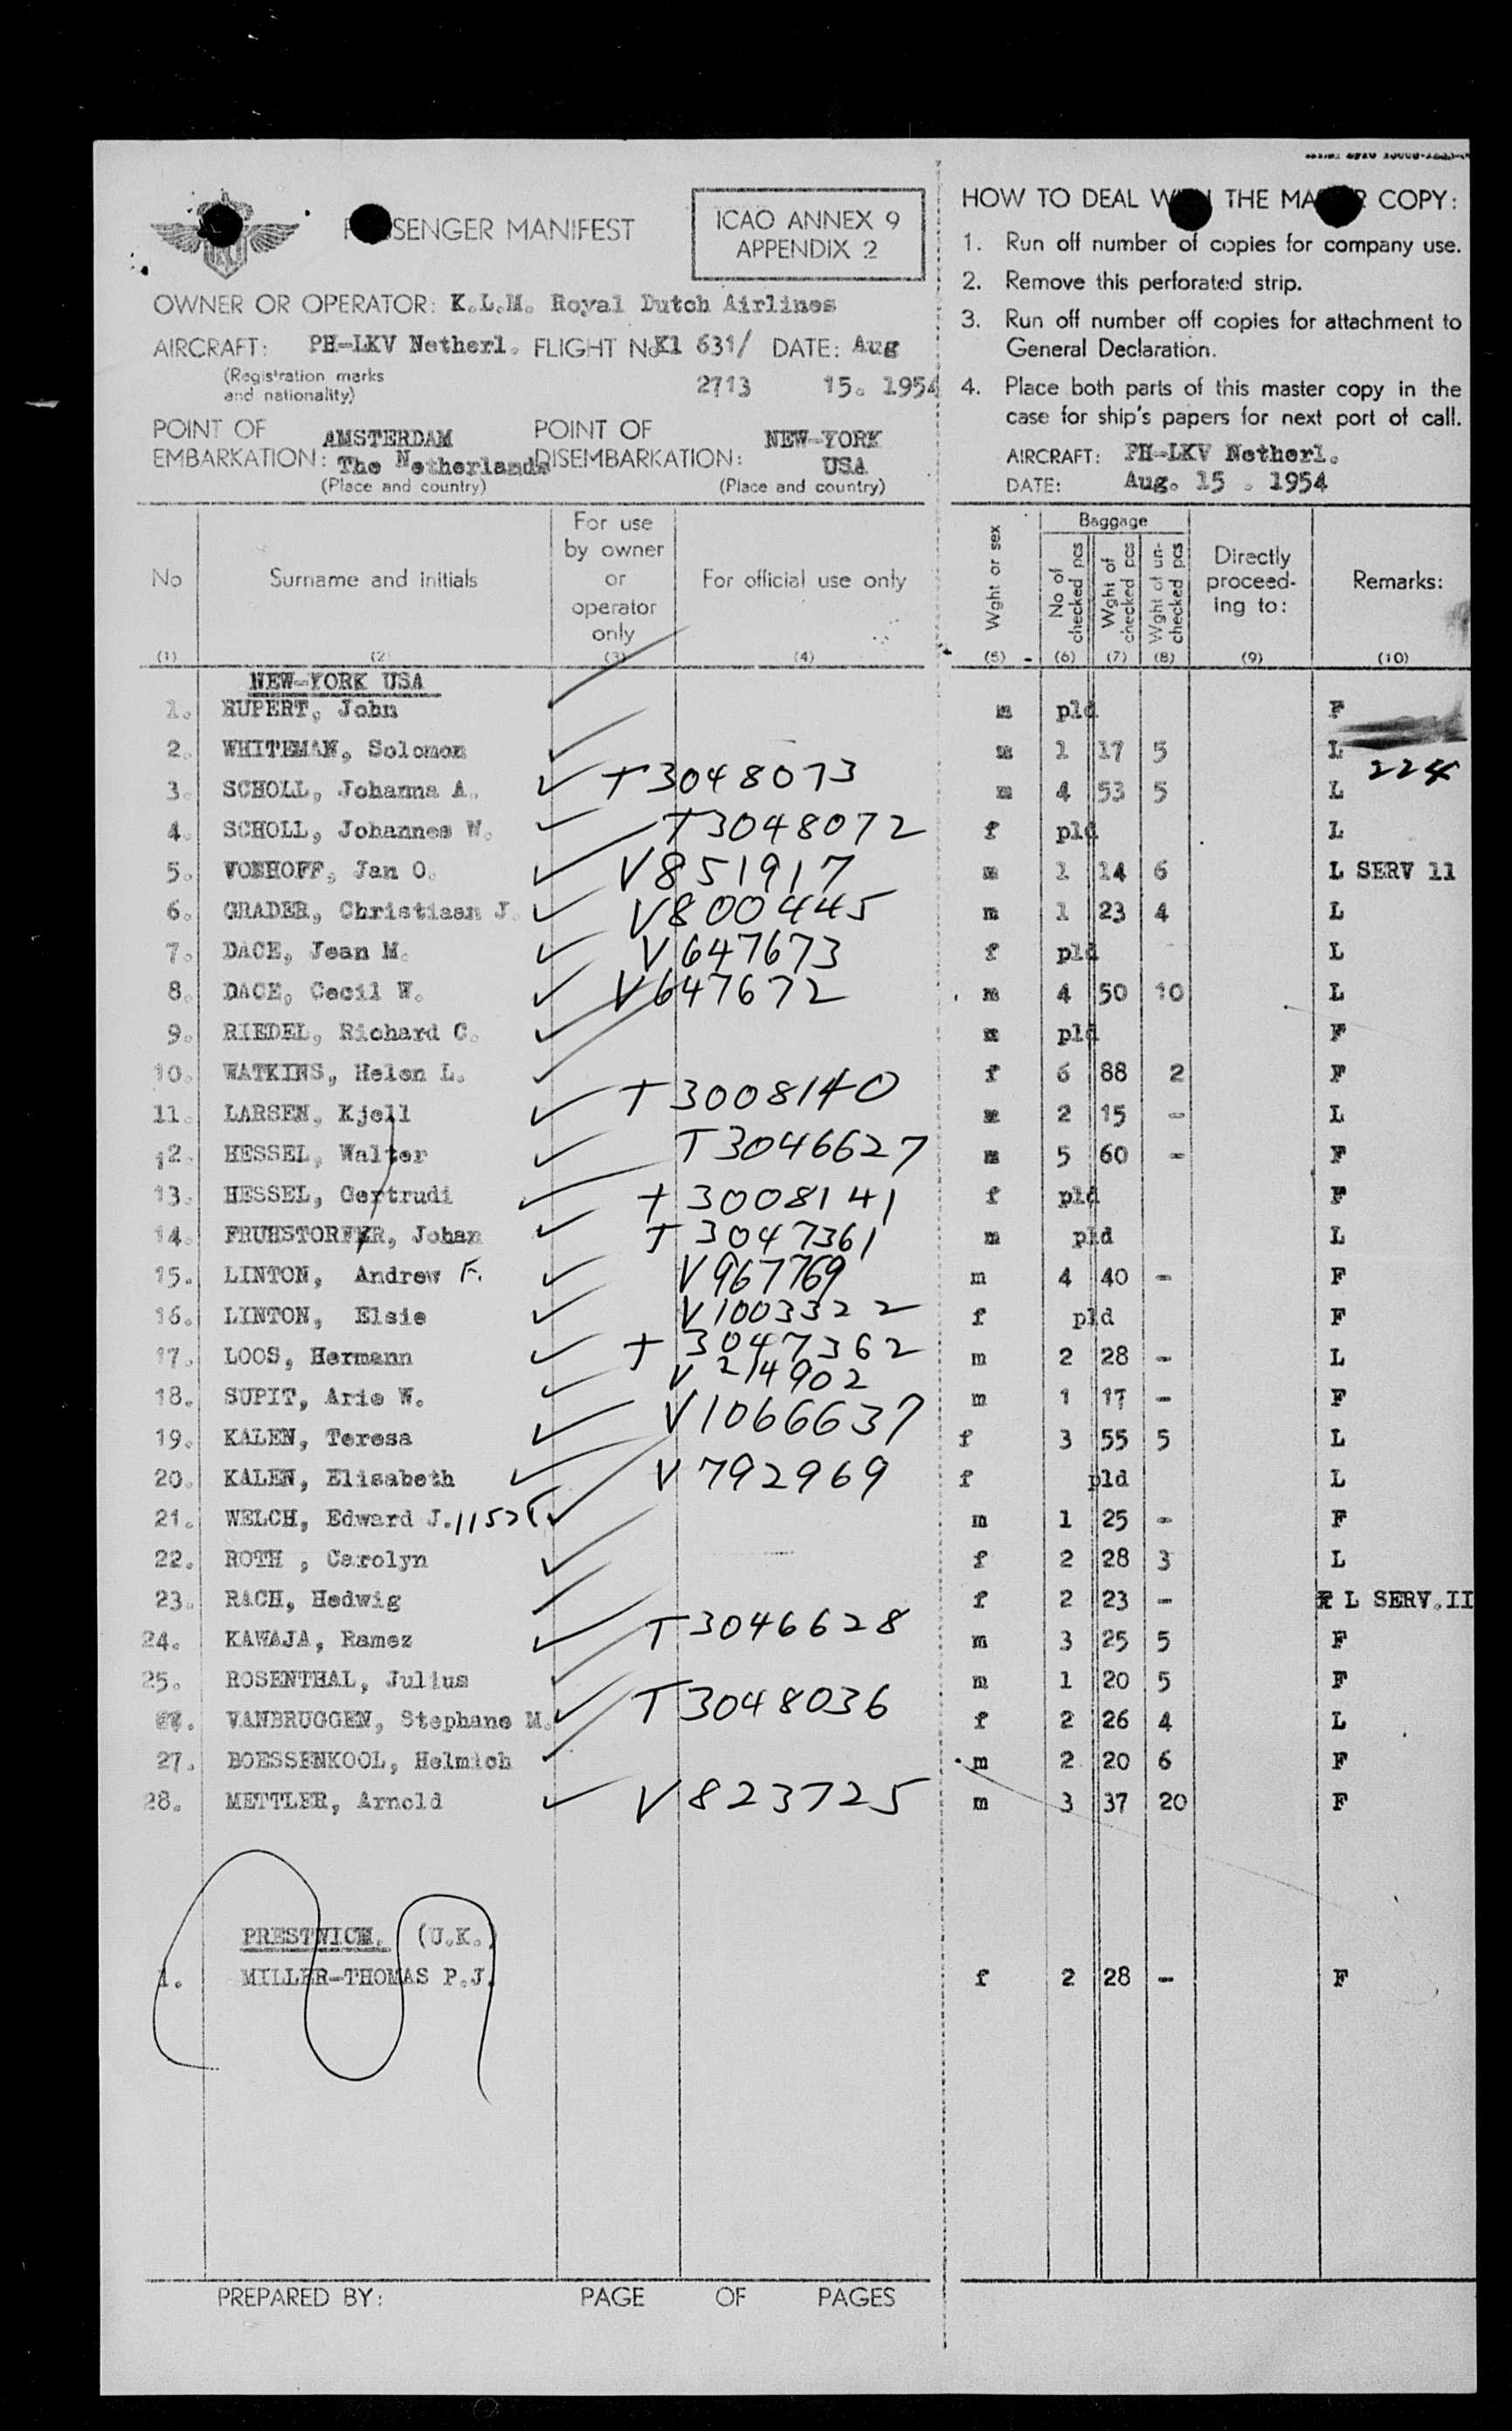 PASSENGER MANIFEST
ICAO ANNEX 9
APPENDIX 2
OWNER OR OPERATOR: K.L.M. Royal Dutch Airlines
AIRCRAFT: PH-LKV Netherl. FLIGHT No Kl 631/ DATE: Aug
(Registration marks and nationality) 2713 15. 1954
POINT OF EMBARKATION: AMSTERDAM The Netherlands POINT OF DISEMBARKATION: NEW-YORK USA
(Place and country) (Place and country)
HOW TO DEAL WITH THE MASTER COPY:
1. Run off number of copies for company use.
2. Remove this perforated strip.
3. Run off number off copies for attachment to
General Declaration.
4. Place both parts of this master copy in the
case for ship's papers for next port of call.
AIRCRAFT: PH-LKV Netherl.
DATE: Aug. 15. 1954
No Surname and initials For use by owner or operator only For official use only Wght or sex Baggage No of checked pcs Wght of checked pcs Wght of un-checked pcs Directly proceed-ing to: Remarks:
(1) (2) (3) (4) (5) (6) (7) (8) (9) (10)
NEW-YORK USA
1. RUPERT, John m pld F
2. WHITEMAN, Solomon m 1 17 5 L
224
3. SCHOLL, Johanna A. T3048073 m 4 53 5 L
4. SCHOLL, Johannes W. T3048072 f pld L
5. VONHOFF, Jan O. V851917 m 1 14 6 L SERV 11
6. GRADER, Christiaan J. V800445 m 1 23 4 L
7. DACE, Jean M. V647673 f pld L
8. DACE, Cecil W. V647672 m 4 50 10 L
9. RIEDEL, Richard C. m pld F
10. WATKINS, Helen L. f 6 88 2 F
11. LARSEN, Kjell T3008140 m 2 15 - L
12. HESSEL, Walter T3046627 m 5 60 - F
13. HESSEL, Gertrudi T3008141 f pld F
14. FRUHSTORFER, Johan T3047361 m pld L
15. LINTON, Andrew F. V967769 m 4 40 - F
16. LINTON, Elsie V1003322 f pld F
17. LOOS, Hermann T3047362 m 2 28 - L
18. SUPIT, Arie W. V214902 m 1 17 - F
19. KALEN, Teresa V1066637 f 3 55 5 L
20. KALEN, Elisabeth V792969 f pld L
21. WELCH, Edward J. m 1 25 - F
22. ROTH , Carolyn f 2 28 3 L
23. RACH, Hedwig f 2 23 - L SERV.II
24. KAWAJA, Ramez T3046628 m 3 25 5 F
25. ROSENTHAL, Julius m 1 20 5 F
VANBRUGGEN, Stephane M. T3048036 f 2 26 4 L
27. BOESSENKOOL, Helmich m 2 20 6 F
28. METTLER, Arnold V823725 m 3 37 20 F
PRESTWICK. (U.K.)
1. MILLER-THOMAS P.J. f 2 28 - F
PREPARED BY: PAGE OF PAGES